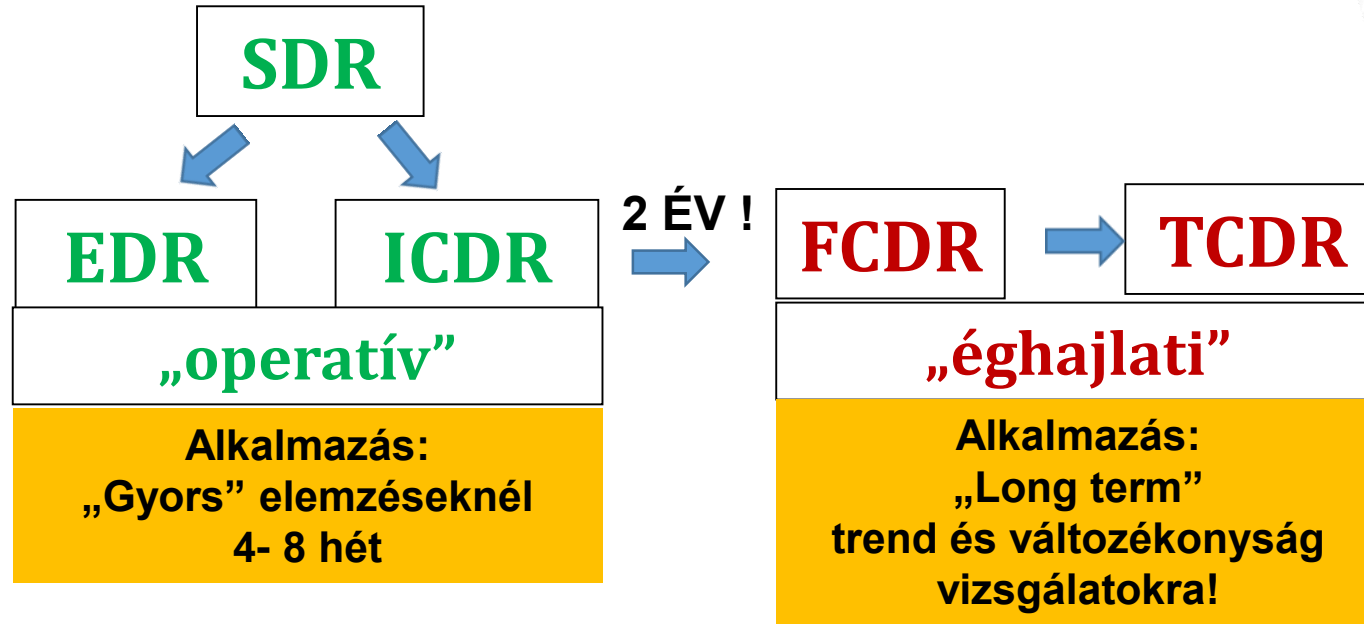 SDR
EDR
ICDR
„operatív”
Alkalmazás:
„Gyors” elemzéseknél
4- 8 hét
2 ÉV !
FCDR
TCDR
„éghajlati”
Alkalmazás:
„Long term”
trend és változékonyság
vizsgálatokra!